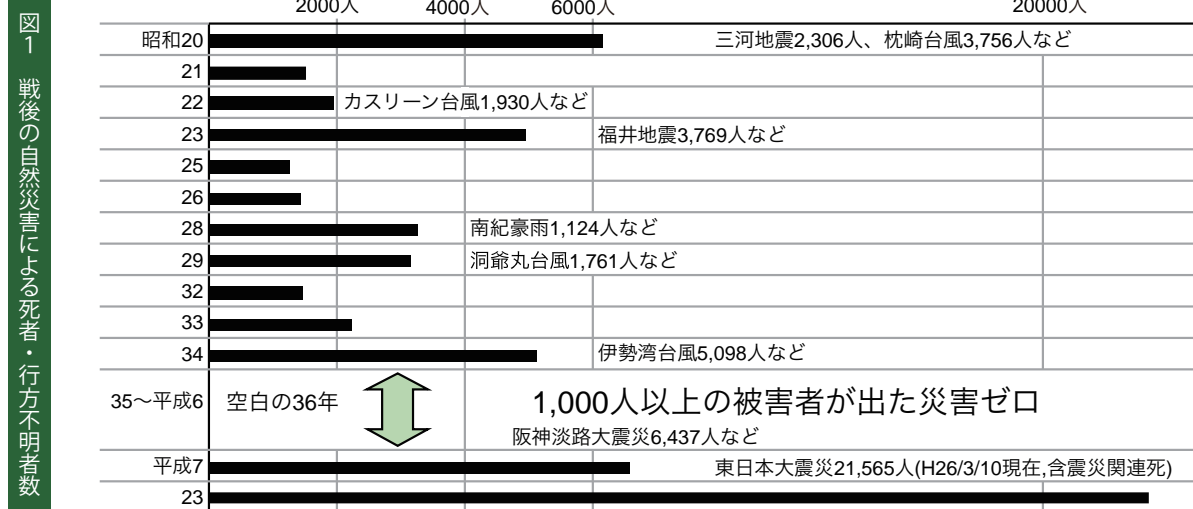 図1 戦後の自然災害による死者・行方不明者数
2000人 4000人 6000人 20000人
昭和20 三河地震2,306人、枕崎台風3,756人など
21
22 カスリーン台風1,930人など
23 福井地震3,769人など
25
26
28 南紀豪雨1,124人など
29 洞爺丸台風1,761人など
32
33
34 伊勢湾台風5,098人など
35〜平成6 空白の36年 1,000人以上の被害者が出た災害ゼロ
阪神淡路大震災6,437人など
平成7 東日本大震災21,565人(H26/3/10現在,含震災関連死)
23